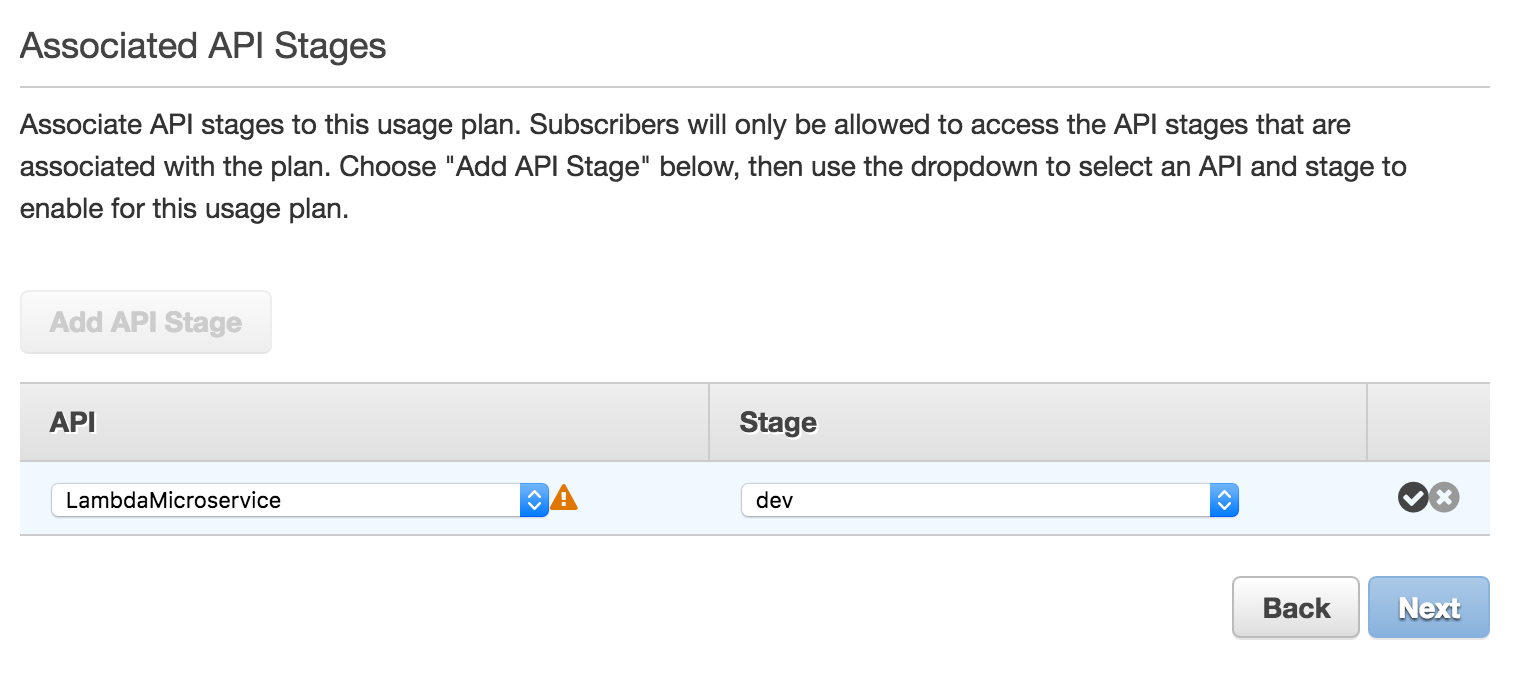 Associated API Stages
Associate API stages to this usage plan. Subscribers will only be allowed to access the API stages that are
associated with the plan. Choose "Add API Stage" below, then use the dropdown to select an API and stage to
enable for this usage plan.
Add API Stage
API Stage
LambdaMicroservice dev
Back Next